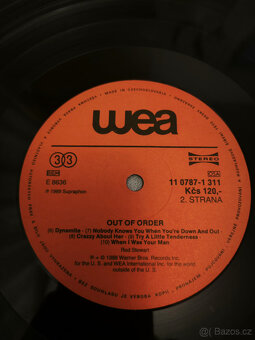 MADE IN CZECHOSLOVAKIA
wea
33
STEREO
E 8636
11 0787-1 311
℗ 1989 Supraphon
Kčs 120,-
2. STRANA
OUT OF ORDER
(6) Dynamite - (7) Nobody Knows You When You're Down And Out
(8) Crazzy About Her - (9) Try A Little Tenderness -
(10) When I Was Your Man
Rod Stewart
℗ + © 1988 Warner Bros. Records Inc.
for the U. S. and WEA International Inc. for the world
outside of the U. S.
Bazoš.cz